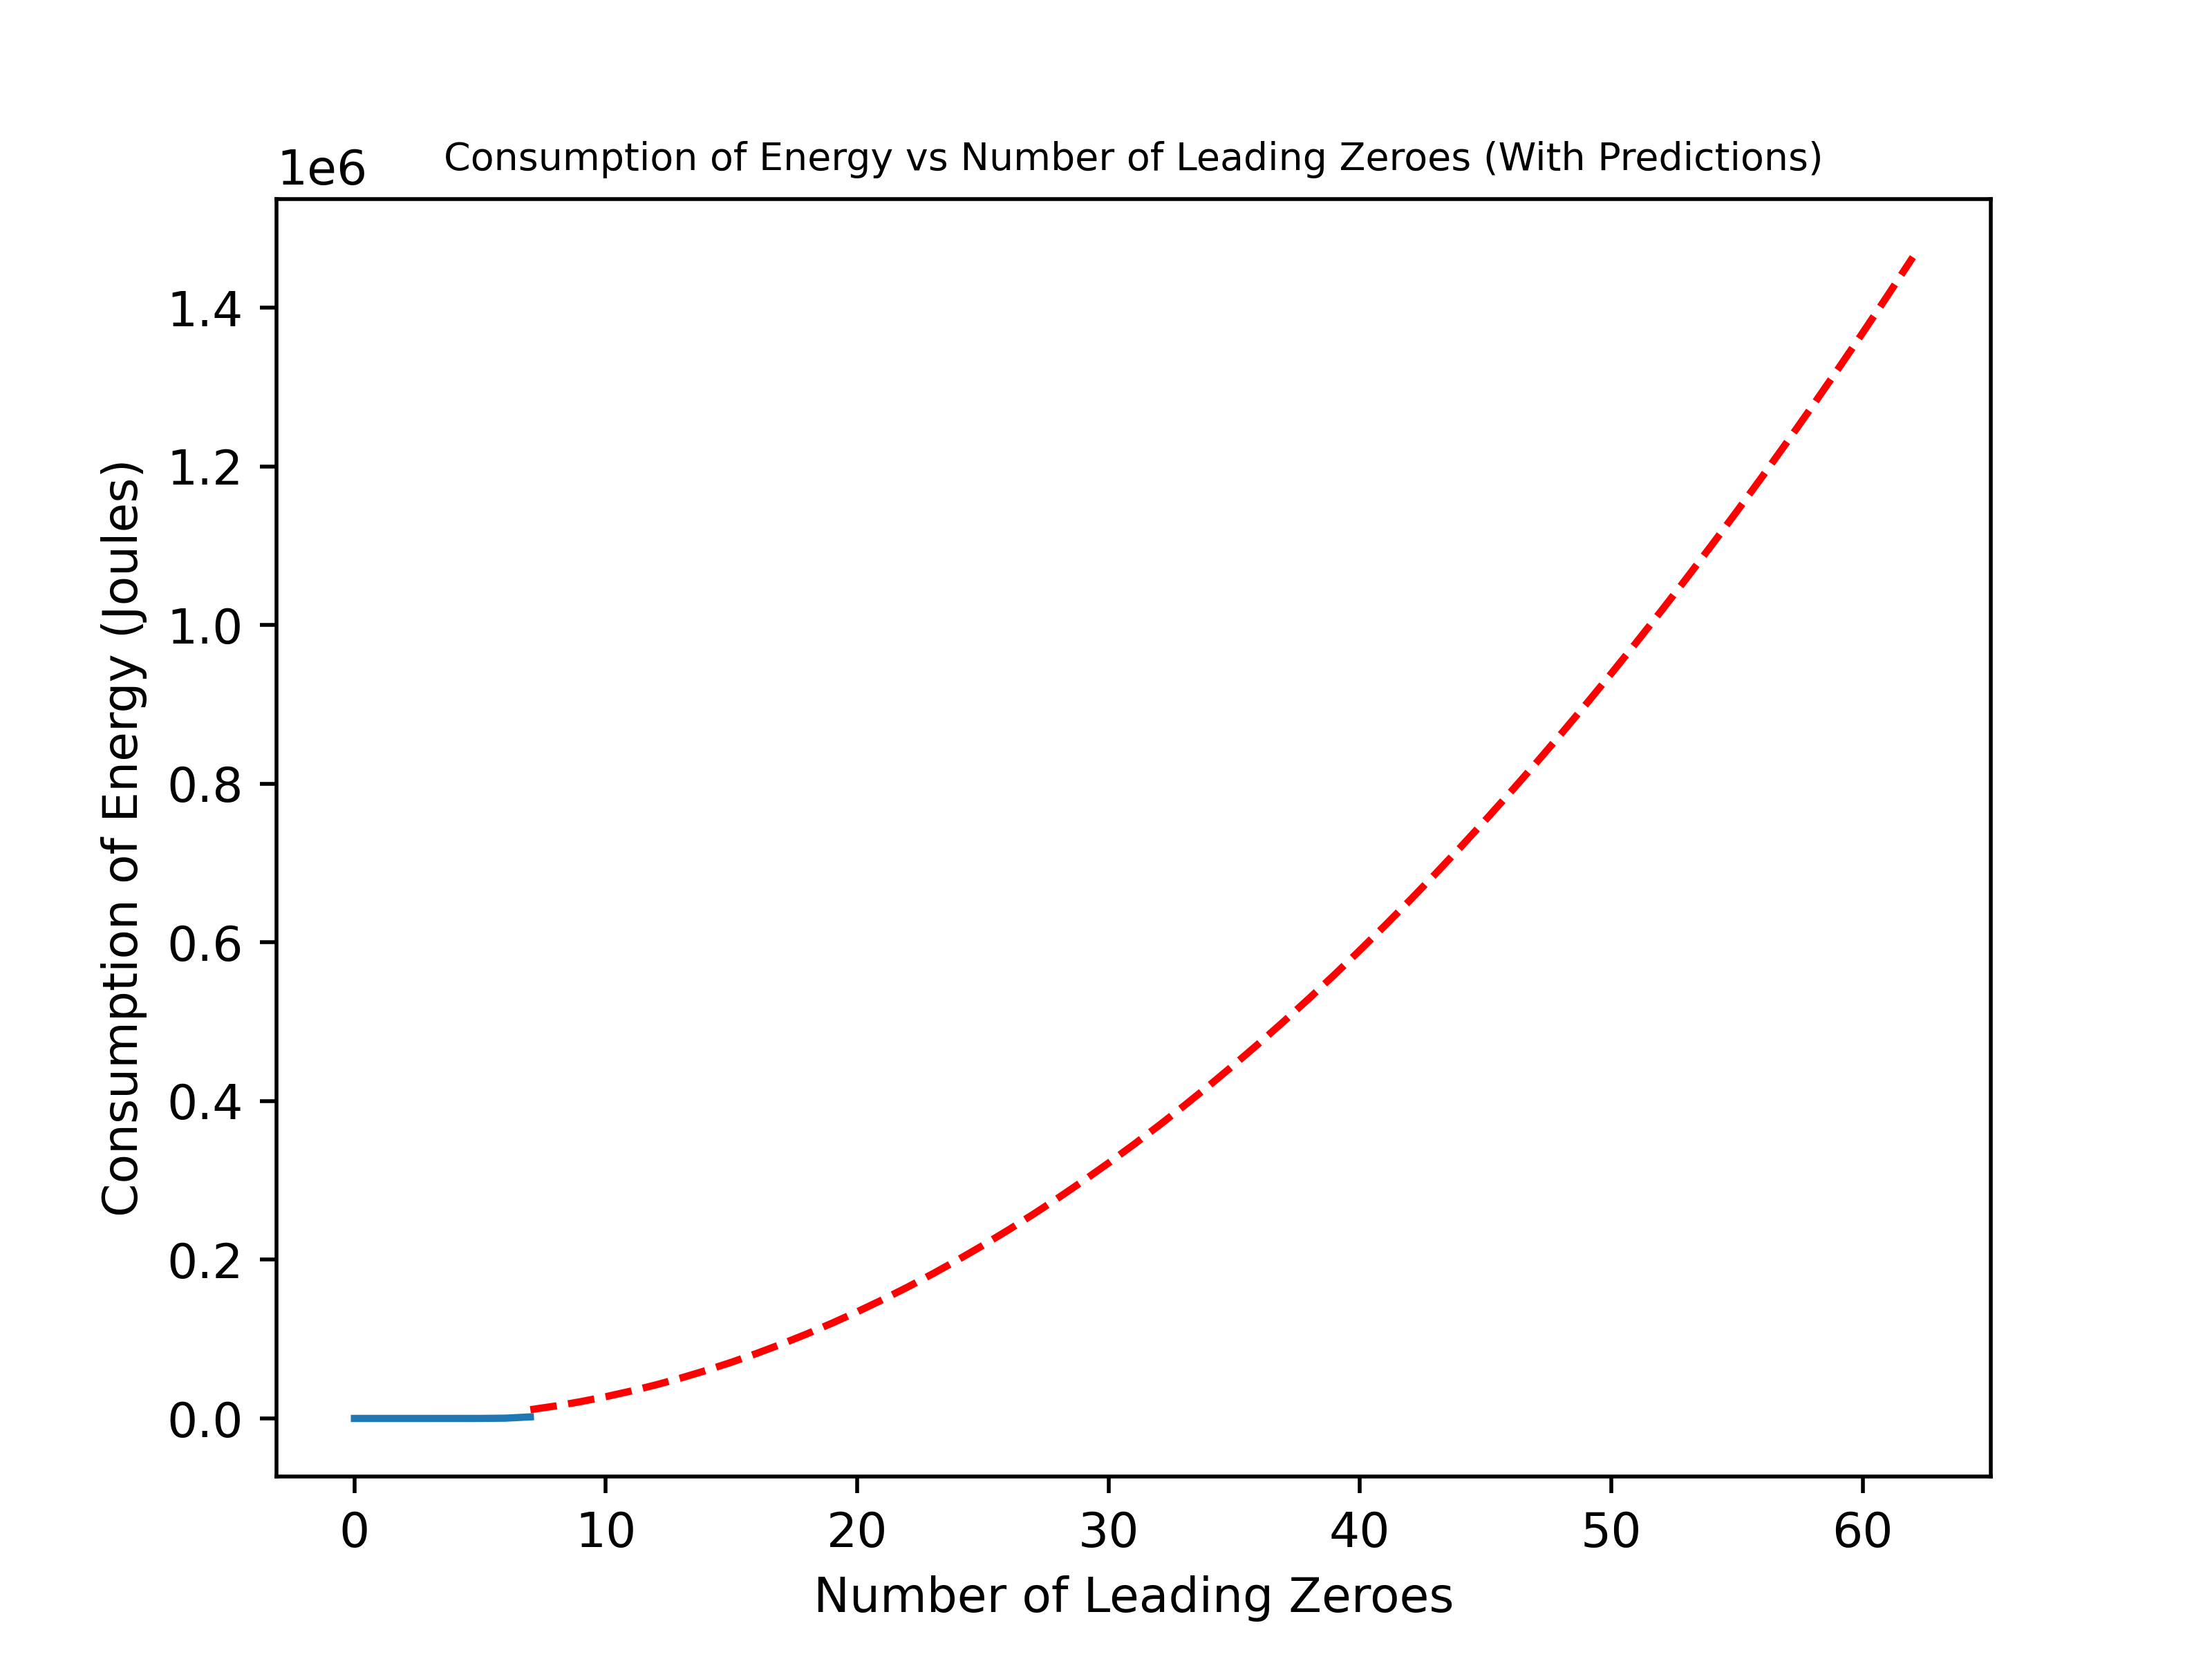 Consumption of Energy vs Number of Leading Zeroes (With Predictions)
1e6
1.4
1.2
1.0
0.8
0.6
0.4
0.2
0.0
Consumption of Energy (Joules)
0 10 20 30 40 50 60
Number of Leading Zeroes